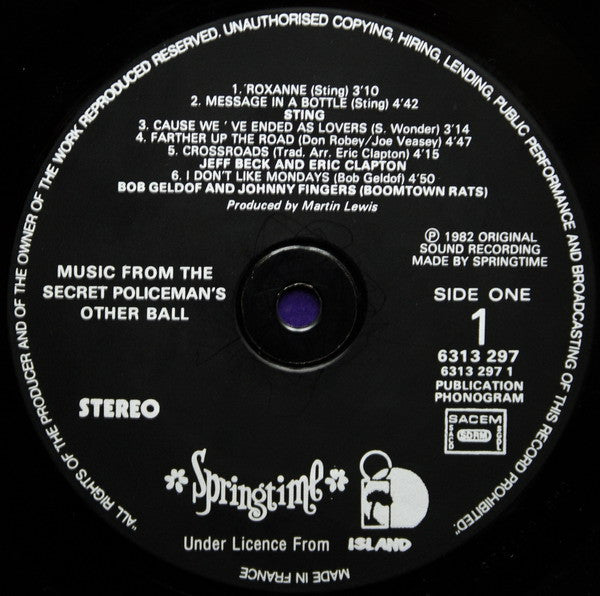 "ALL RIGHTS OF THE PRODUCER AND OF THE OWNER OF THE WORK REPRODUCED RESERVED. UNAUTHORISED COPYING, HIRING, LENDING, PUBLIC PERFORMANCE AND BROADCASTING OF THIS RECORD PROHIBITED."
1. 'ROXANNE (Sting) 3'10
2. MESSAGE IN A BOTTLE (Sting) 4'42
STING
3. CAUSE WE 'VE ENDED AS LOVERS (S. Wonder) 3'14
4. FARTHER UP THE ROAD (Don Robey/Joe Veasey) 4'47
5. CROSSROADS (Trad. Arr. Eric Clapton) 4'15
JEFF BECK AND ERIC CLAPTON
6. I DON'T LIKE MONDAYS (Bob Geldof) 4'50
BOB GELDOF AND JOHNNY FINGERS (BOOMTOWN RATS)
Produced by Martin Lewis
MUSIC FROM THE
SECRET POLICEMAN'S
OTHER BALL
STEREO
Ⓟ 1982 ORIGINAL
SOUND RECORDING
MADE BY SPRINGTIME
SIDE ONE
1
6313 297
6313 297 1
PUBLICATION
PHONOGRAM
SACEM
SACD
SDRM
SGDL
Springtime
Under Licence From
ISLAND
MADE IN FRANCE